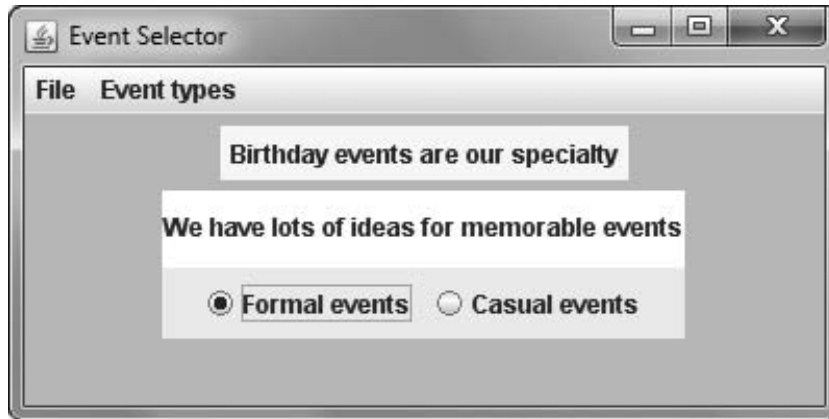 Event Selector
File Event types
Birthday events are our specialty
We have lots of ideas for memorable events
Formal events Casual events